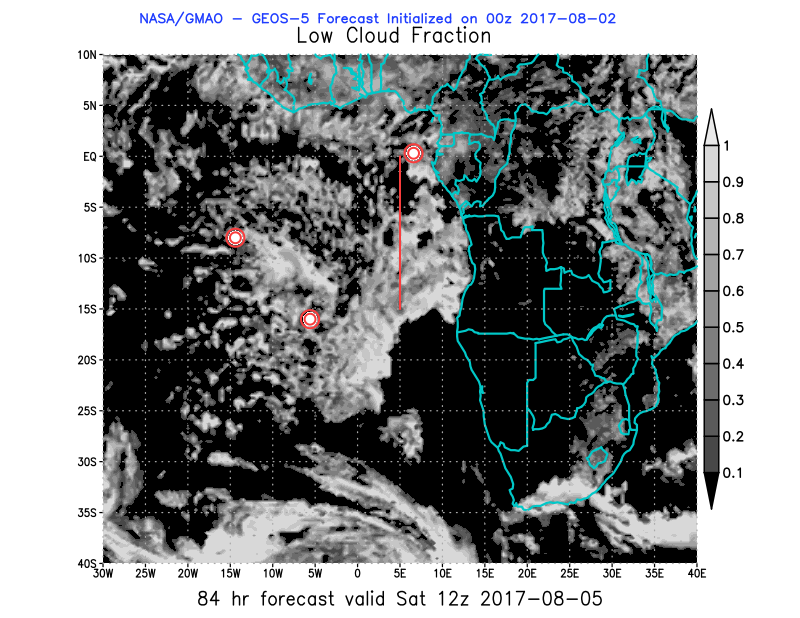 NASA/GMAO - GEOS-5 Forecast Initialized on 00z 2017-08-02
Low Cloud Fraction
10N
5N
EQ
5S
10S
15S
20S
25S
30S
35S
40S
30W 25W 20W 15W 10W 5W 0 5E 10E 15E 20E 25E 30E 35E 40E
1
0.9
0.8
0.7
0.6
0.5
0.4
0.3
0.2
0.1
84 hr forecast valid Sat 12z 2017-08-05